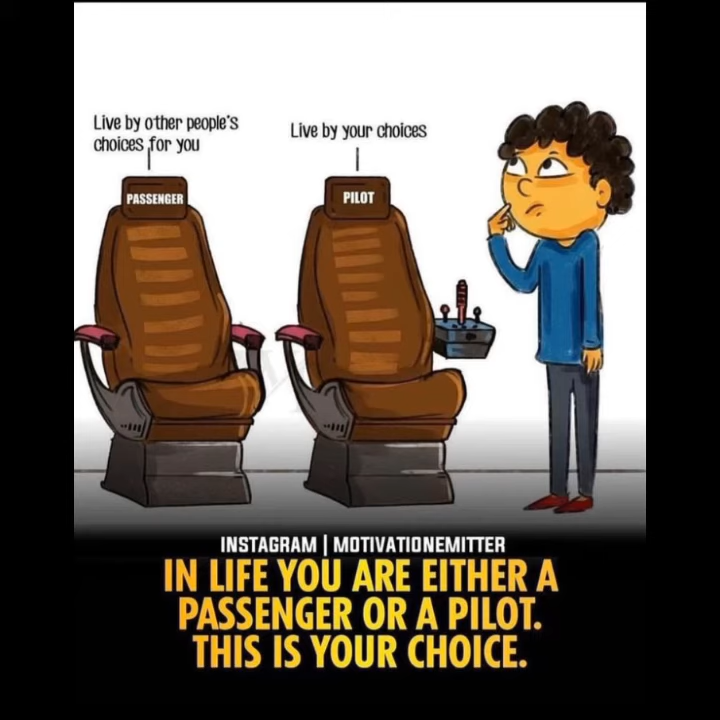 Live by other people's
choices for you
Live by your choices
PASSENGER
PILOT
INSTAGRAM | MOTIVATIONEMITTER
IN LIFE YOU ARE EITHER A
PASSENGER OR A PILOT.
THIS IS YOUR CHOICE.